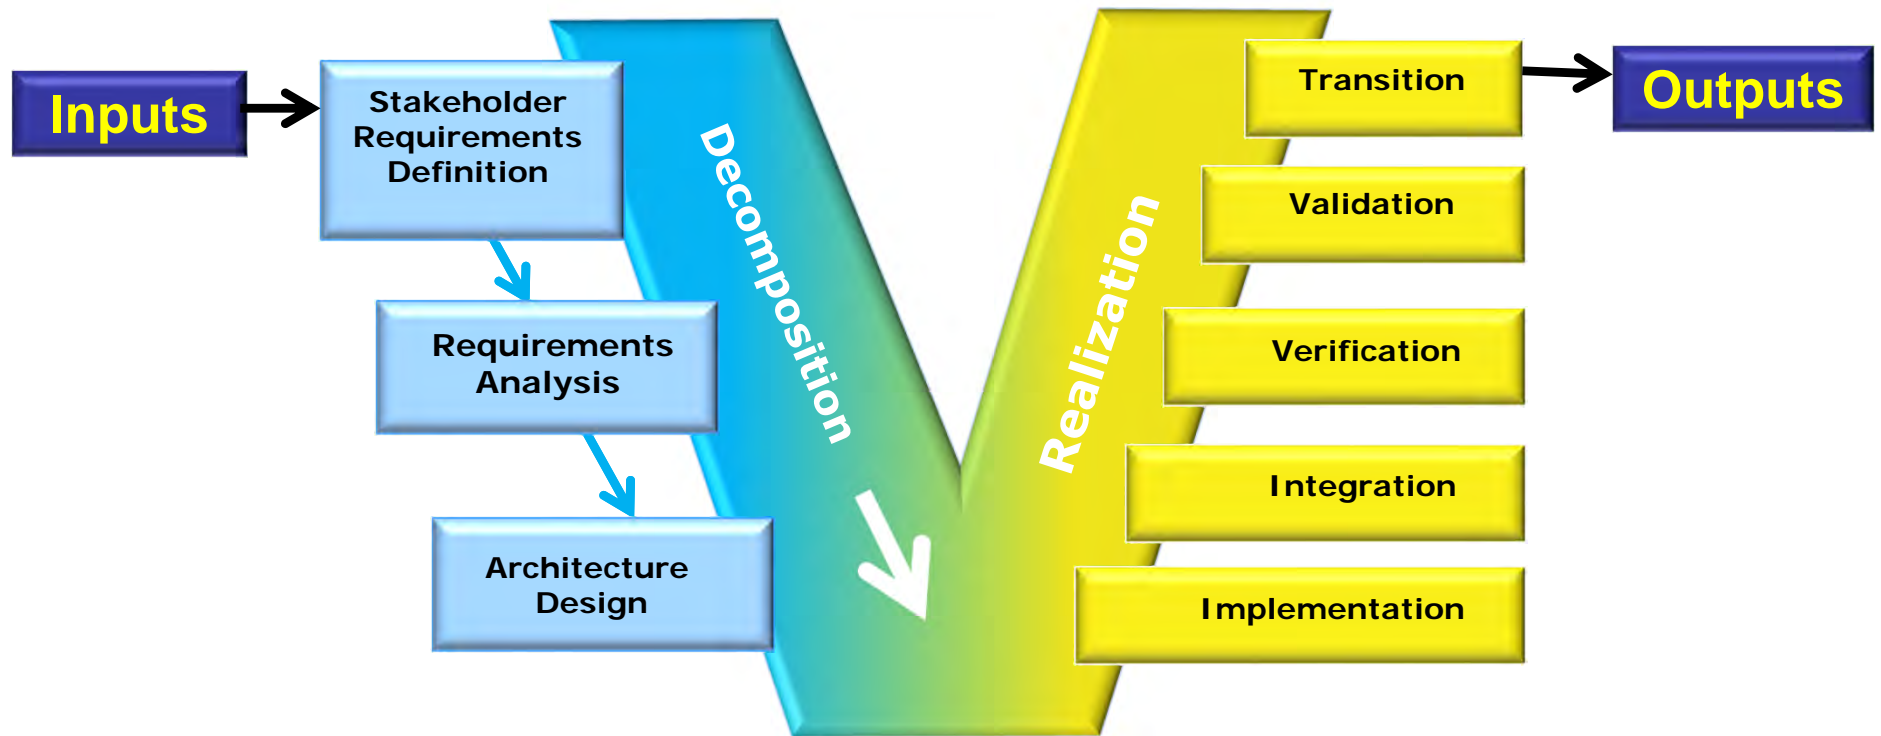 Inputs
Stakeholder
Requirements
Definition
Requirements
Analysis
Architecture
Design
Decomposition
Realization
Transition
Validation
Verification
Integration
Implementation
Outputs